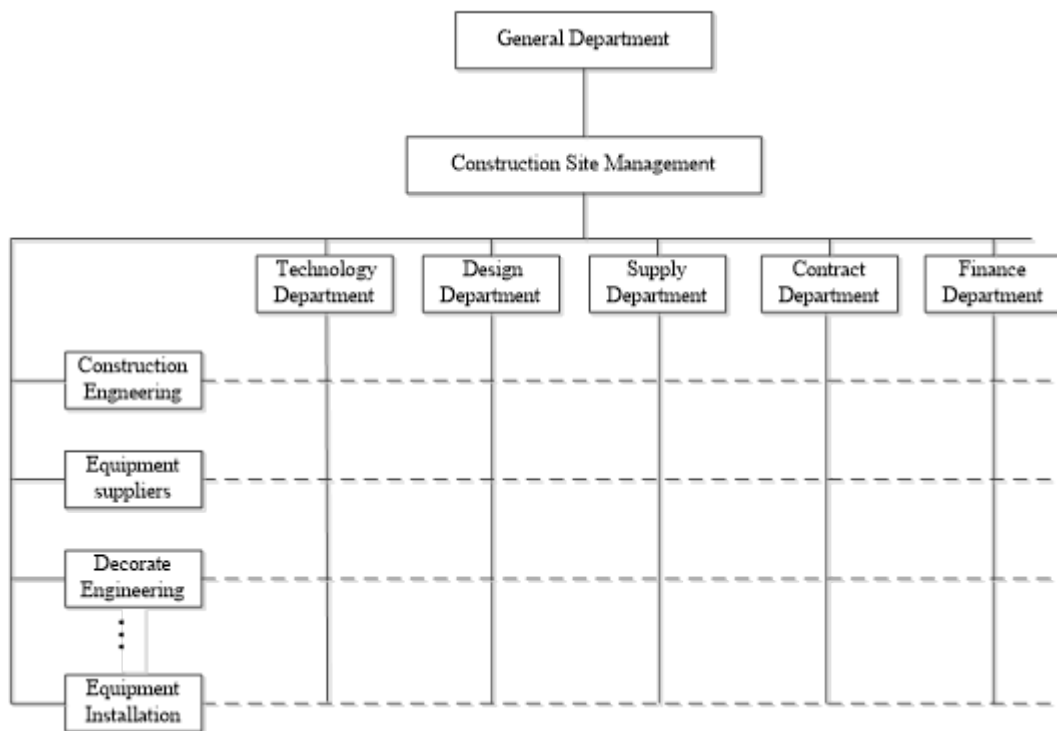 General Department
Construction Site Management
Technology
Department
Design
Department
Supply
Department
Contract
Department
Finance
Department
Construction
Engneering
Equipment
suppliers
Decorate
Engineering
Equipment
Installation